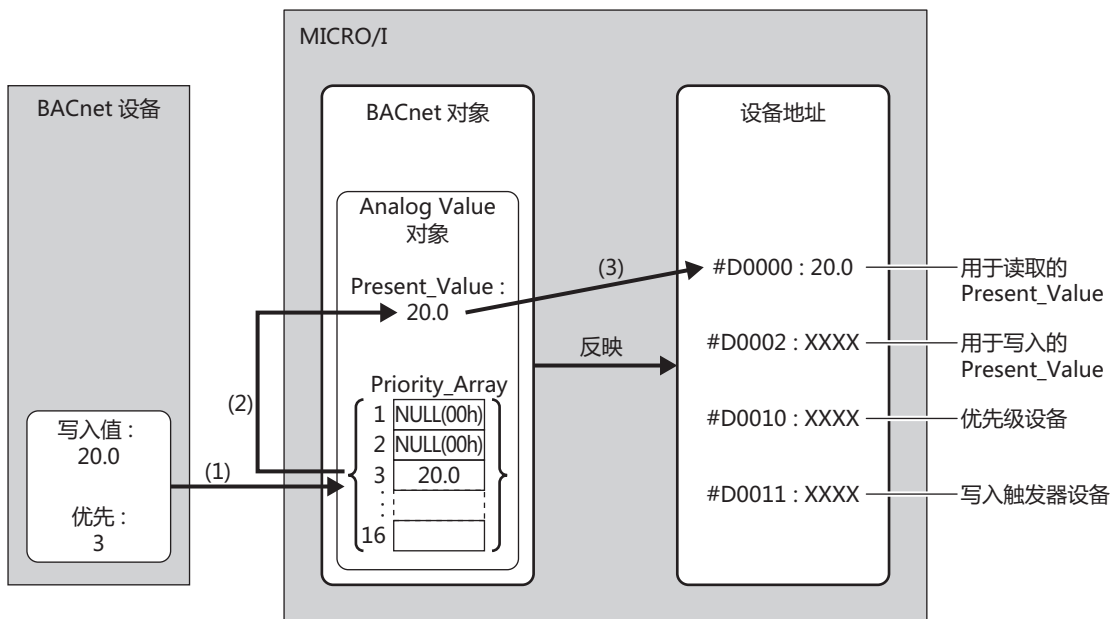 MICRO/I
BACnet 设备
BACnet 对象
设备地址
Analog Value
对象
Present_Value :
20.0
(3)
#D0000 : 20.0
用于读取的
Present_Value
反映
#D0002 : XXXX
用于写入的
Present_Value
Priority_Array
(2)
1 NULL(00h)
2 NULL(00h)
3 20.0
:
16
#D0010 : XXXX
优先级设备
写入值 :
20.0
(1)
优先 :
3
#D0011 : XXXX
写入触发器设备